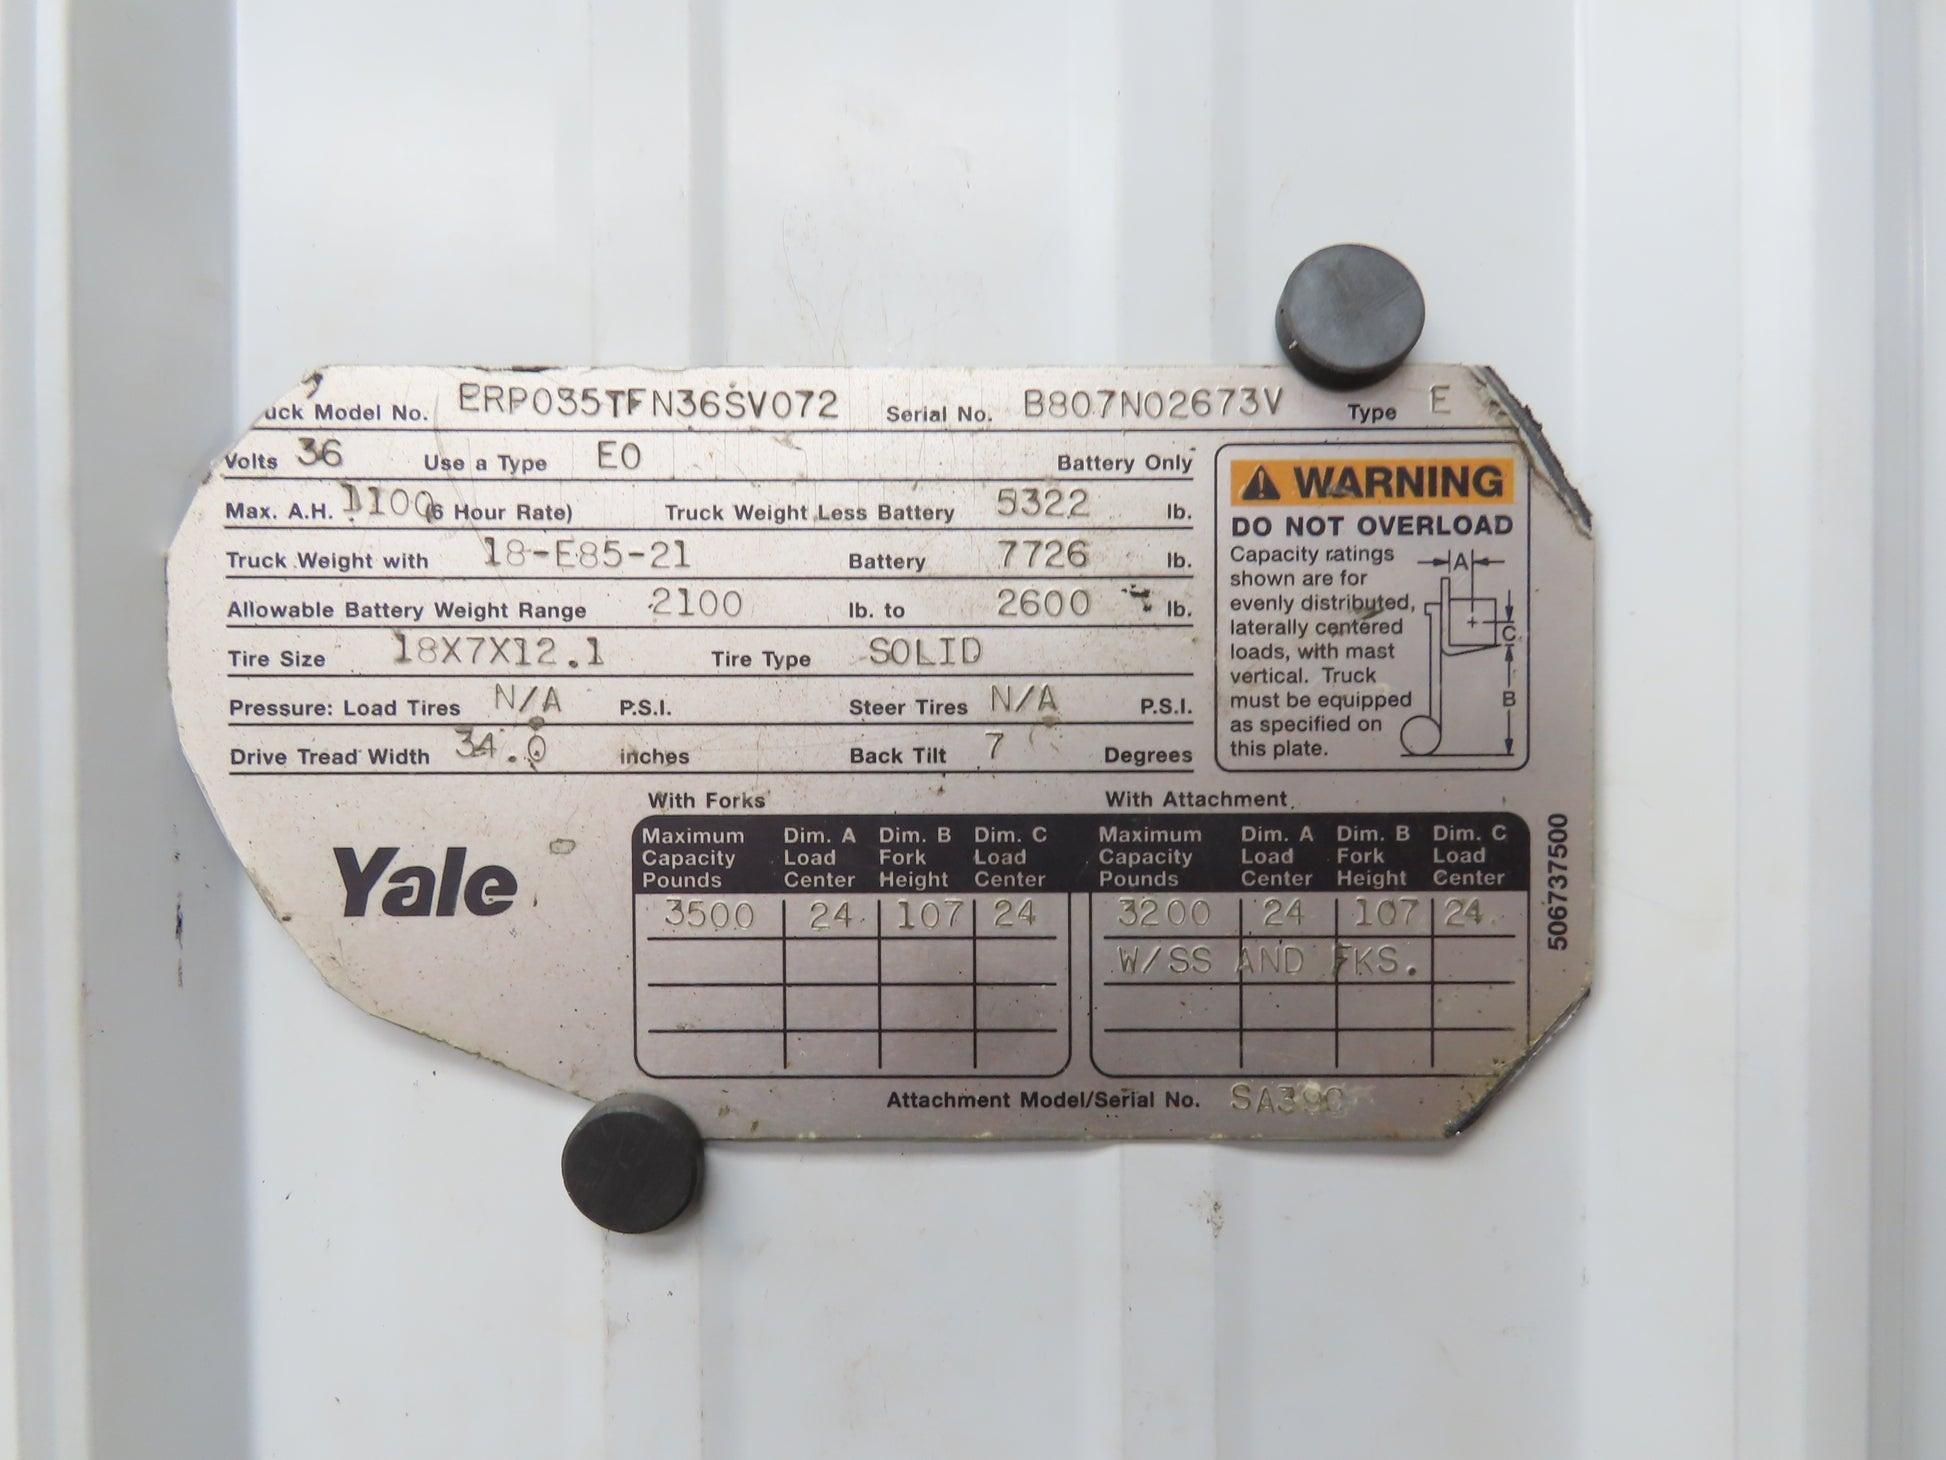 uck Model No. ERP035TFN36SV072 Serial No. B807N02673V Type E
Volts 36 Use a Type EO Battery Only
Max. A.H. 1100 (6 Hour Rate) Truck Weight Less Battery 5322 lb.
Truck Weight with 18-E85-21 Battery 7726 lb.
Allowable Battery Weight Range 2100 lb. to 2600 lb.
Tire Size 18X7X12.1 Tire Type SOLID
Pressure: Load Tires N/A P.S.I. Steer Tires N/A P.S.I.
Drive Tread Width 34.0 inches Back Tilt 7 Degrees
WARNING
DO NOT OVERLOAD
Capacity ratings
shown are for
evenly distributed,
laterally centered
loads, with mast
vertical. Truck
must be equipped
as specified on
this plate.
A
C
B
Yale
With Forks With Attachment
Maximum Dim. A Dim. B Dim. C Maximum Dim. A Dim. B Dim. C
Capacity Load Fork Load Capacity Load Fork Load
Pounds Center Height Center Pounds Center Height Center
3500 24 107 24 3200 24 107 24
W/SS AND FKS.
Attachment Model/Serial No.
506737500